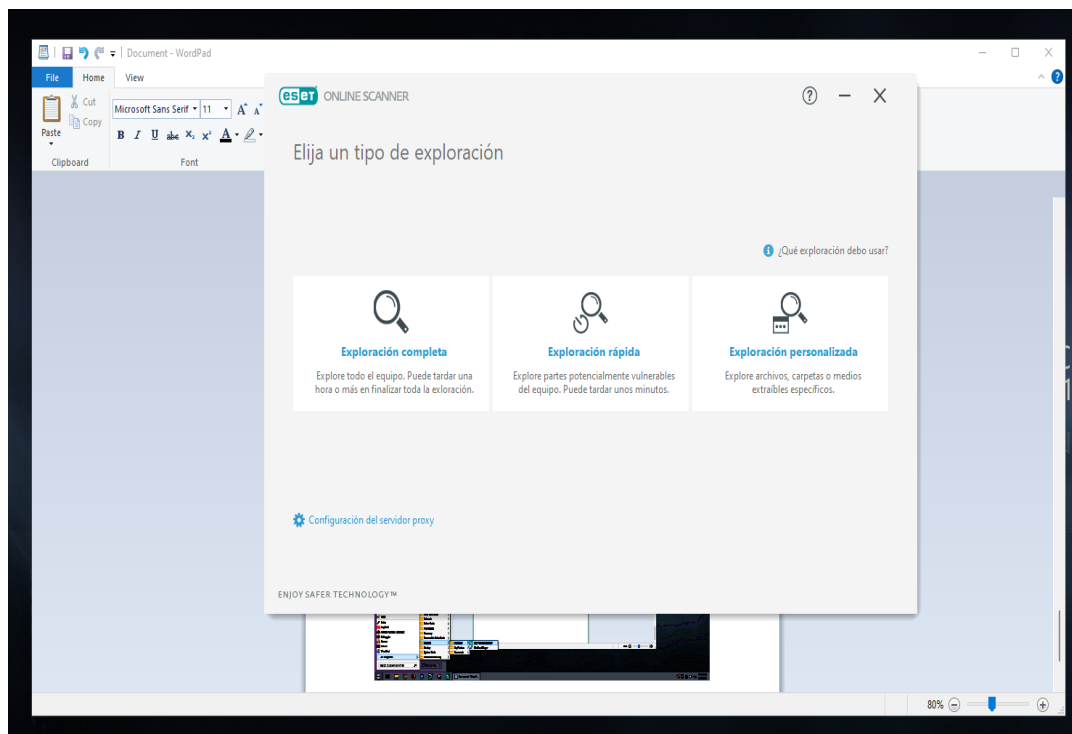 Document - WordPad
File Home View
Cut
Copy
Paste
Microsoft Sans Serif 11
Clipboard
Font
eset ONLINE SCANNER
Elija un tipo de exploración
¿Qué exploración debo usar?
Exploración completa
Explore todo el equipo. Puede tardar una
hora o más en finalizar toda la exloración.
Exploración rápida
Explore partes potencialmente vulnerables
del equipo. Puede tardar unos minutos.
Exploración personalizada
Explore archivos, carpetas o medios
extraíbles específicos.
Configuración del servidor proxy
ENJOY SAFER TECHNOLOGY™
80%